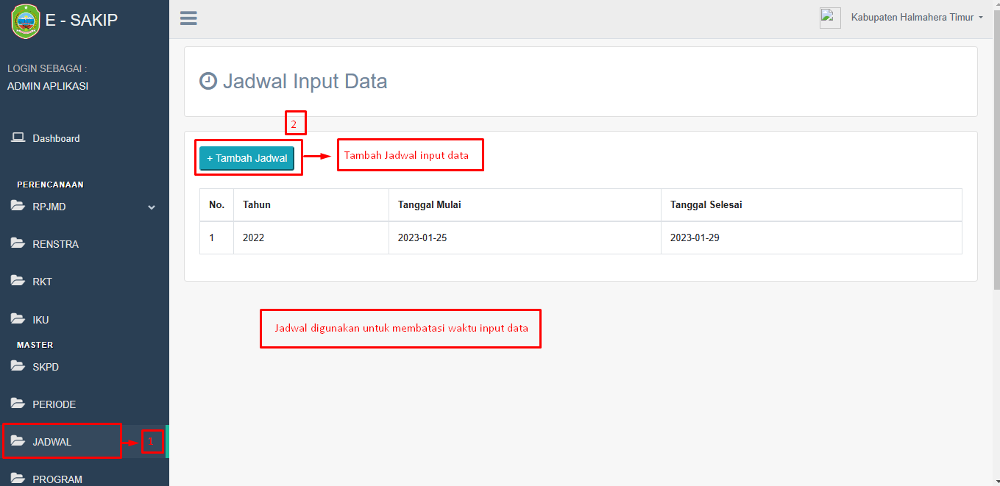 E - SAKIP
Kabupaten Halmahera Timur
LOGIN SEBAGAI :
ADMIN APLIKASI
Dashboard
PERENCANAAN
RPJMD
RENSTRA
RKT
IKU
MASTER
SKPD
PERIODE
JADWAL
1
PROGRAM
Jadwal Input Data
2
+ Tambah Jadwal
Tambah Jadwal input data
No. Tahun Tanggal Mulai Tanggal Selesai
1 2022 2023-01-25 2023-01-29
Jadwal digunakan untuk membatasi waktu input data